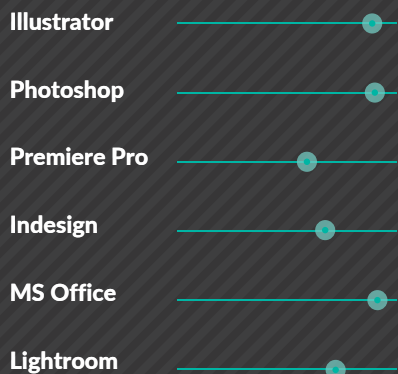 Illustrator
Photoshop
Premiere Pro
Indesign
MS Office
Lightroom